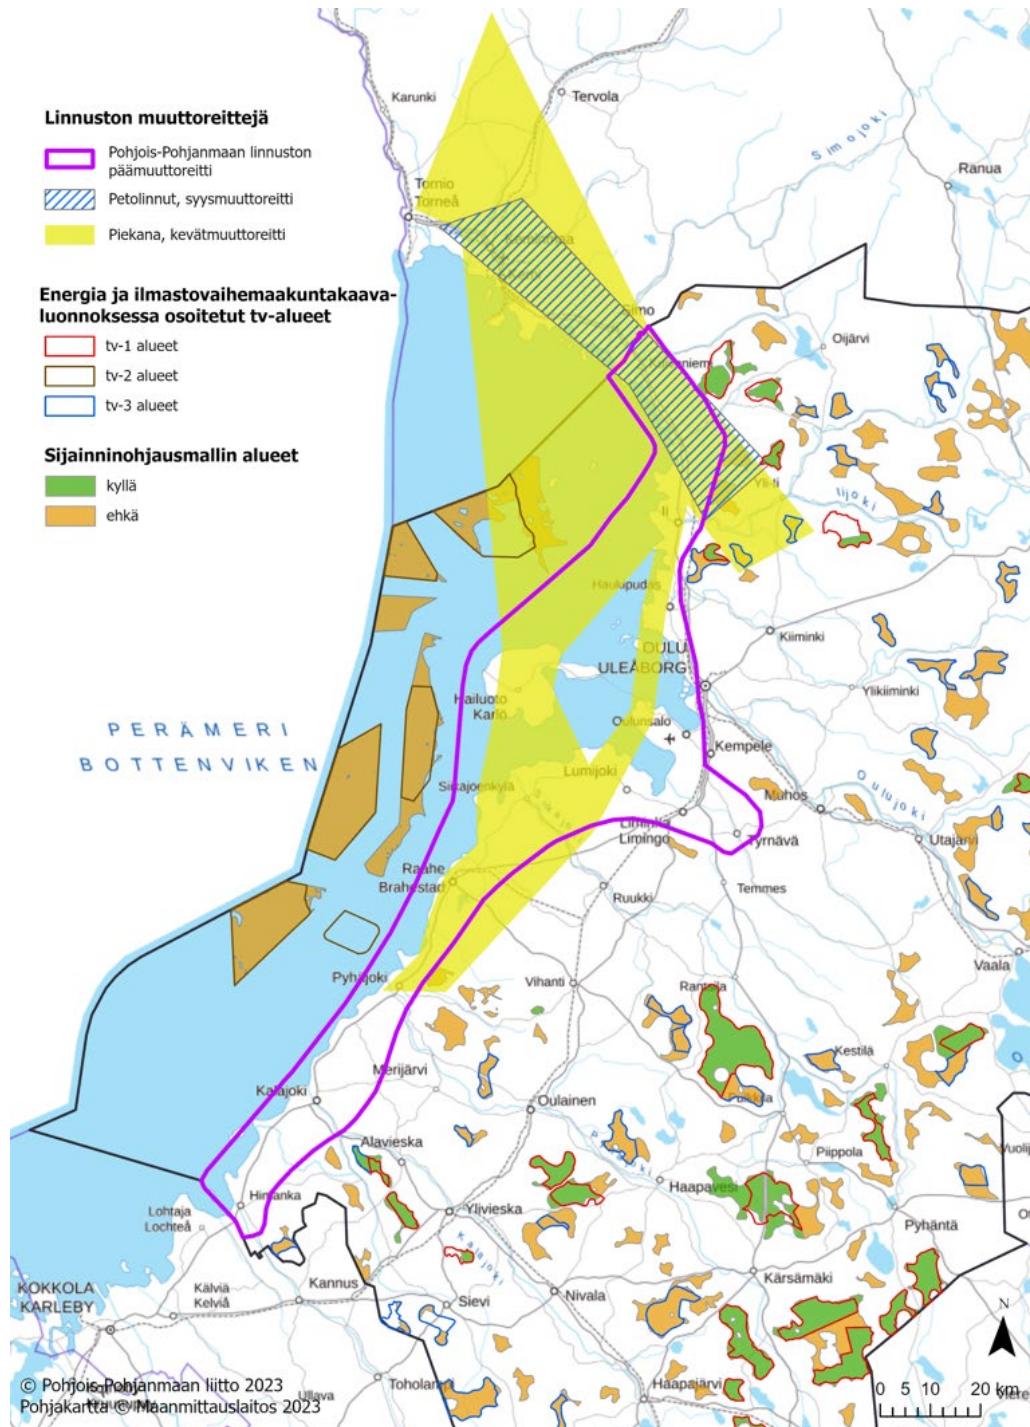 Linnuston muuttoreittejä
Pohjois-Pohjanmaan linnuston
päämuuttoreitti
Petolinnut, syysmuuttoreitti
Piekana, kevätmuuttoreitti
Energia ja ilmastovaihemaakuntakaava-
luonnoksessa osoitetut tv-alueet
tv-1 alueet
tv-2 alueet
tv-3 alueet
Sijainninohjausmallin alueet
kyllä
ehkä
Karunki
Tervola
Simojoki
Ranua
Tornio
Torneå
Simo
Oijärvi
Yli-Ii
Iijoki
Ii
Haukipudas
Kiiminki
OULU
ULEÅBORG
Ylikiiminki
Hailuoto
Karlö
Oulunsalo
PERÄMERI
BOTTENVIKEN
Kempele
Lumijoki
Siikajoenkylä
Muhos
Oulujoki
Liminka
Limingo
Tyrnävä
Utajärvi
Raahe
Brahestad
Ruukki
Temmes
Vaala
Pyhäjoki
Vihanti
Rantsila
Kestilä
Merijärvi
Kalajoki
Oulainen
Pulkkila
Alavieska
Piippola
Haapavesi
Himanka
Lohtaja
Lochteå
Ylivieska
Pyhäntä
Kalajoki
KOKKOLA
KARLEBY
Kälviä
Kelviå
Kannus
Sievi
Nivala
Kärsämäki
N
Toholampi
Haapajärvi
Ullava
0 5 10 20 km
© Pohjois-Pohjanmaan liitto 2023
Pohjakartta © Maanmittauslaitos 2023